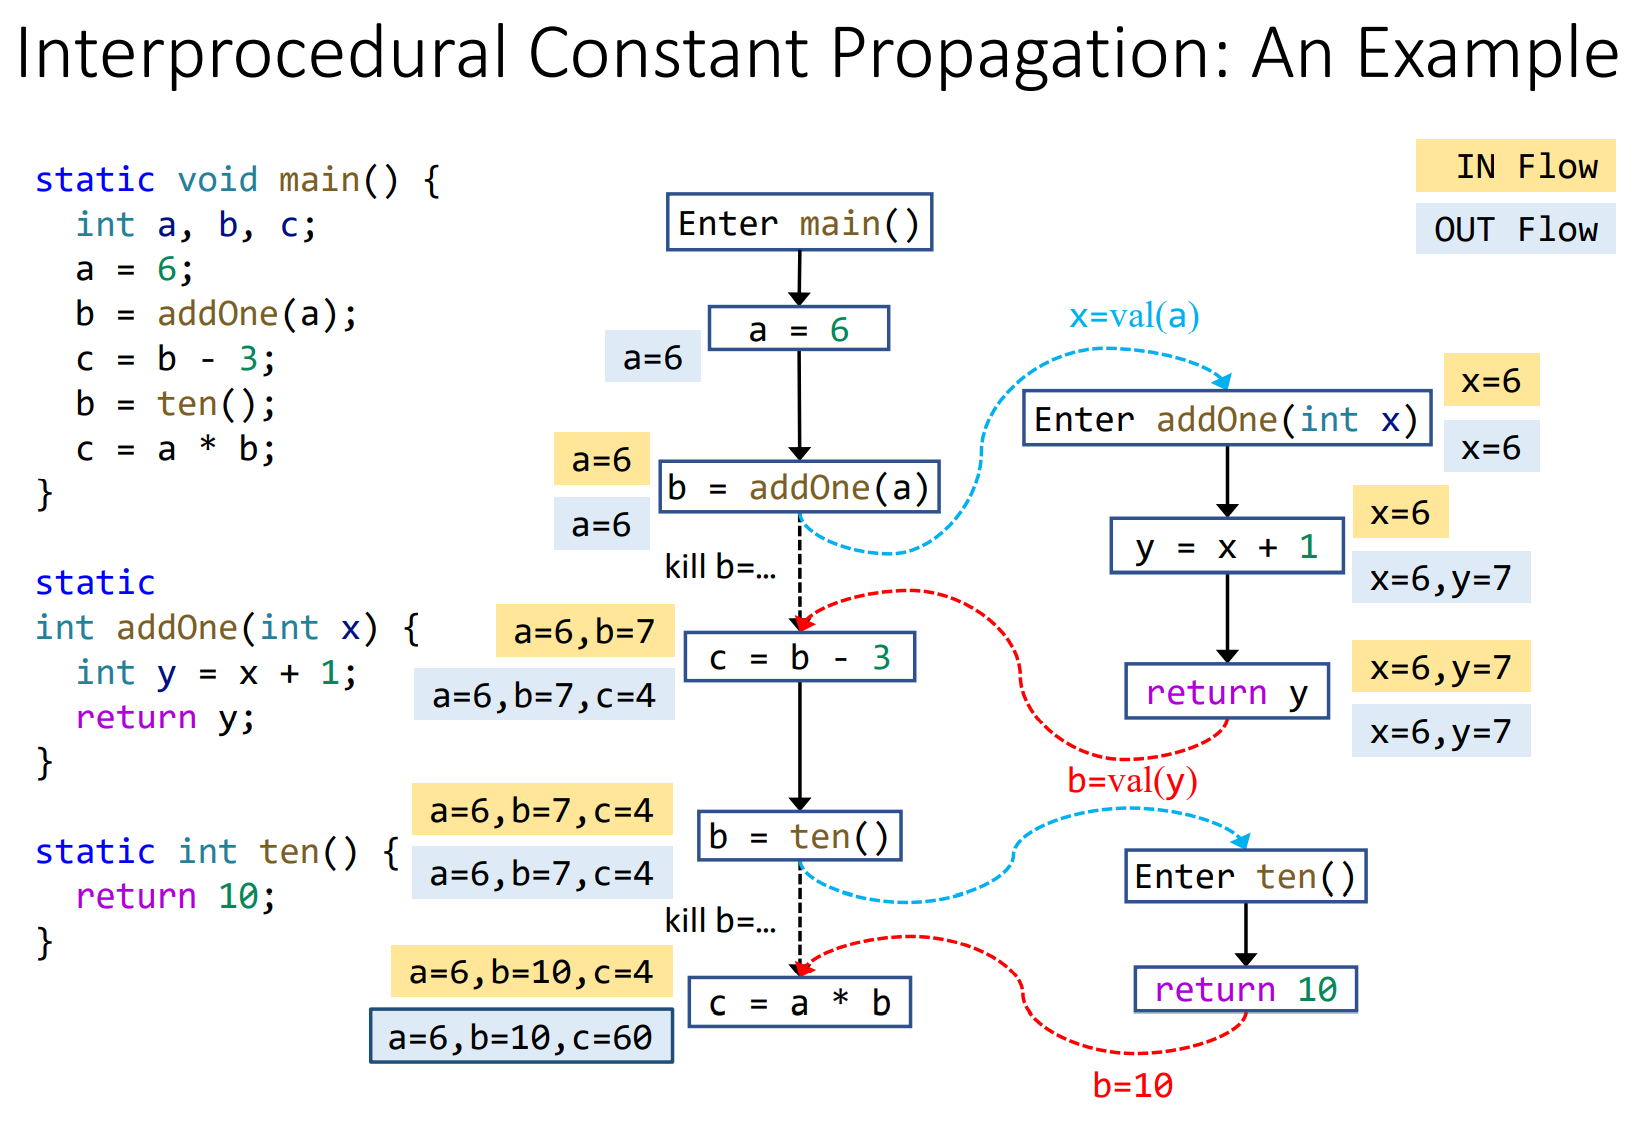 Interprocedural Constant Propagation: An Example
static void main() {
int a, b, c;
a = 6;
b = addOne(a);
c = b - 3;
b = ten();
c = a * b;
}
static
int addOne(int x) {
int y = x + 1;
return y;
}
static int ten() {
return 10;
}
IN Flow
OUT Flow
Enter main()
a = 6
a=6
a=6
b = addOne(a)
a=6
kill b=…
a=6,b=7
c = b - 3
a=6,b=7,c=4
a=6,b=7,c=4
b = ten()
a=6,b=7,c=4
kill b=…
a=6,b=10,c=4
c = a * b
a=6,b=10,c=60
x=val(a)
Enter addOne(int x)
x=6
x=6
x=6
y = x + 1
x=6,y=7
x=6,y=7
return y
x=6,y=7
b=val(y)
Enter ten()
return 10
b=10